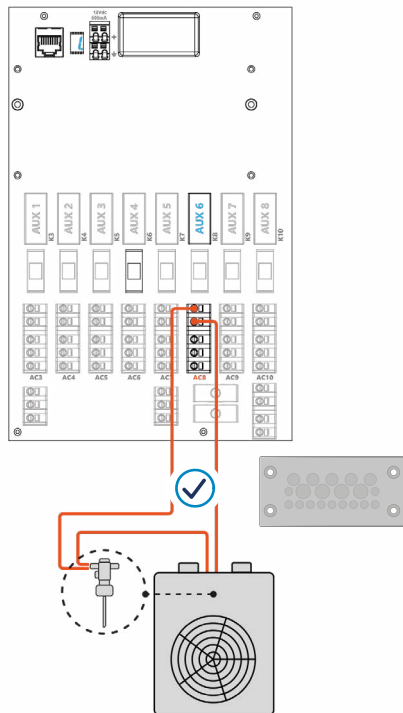 500mA
+
AUX 1
K3
AUX 2
K4
AUX 3
K5
AUX 4
K6
AUX 5
K7
AUX 6
K8
AUX 7
K9
AUX 8
K10
AC3
AC4
AC5
AC6
AC
AC8
AC9
AC10